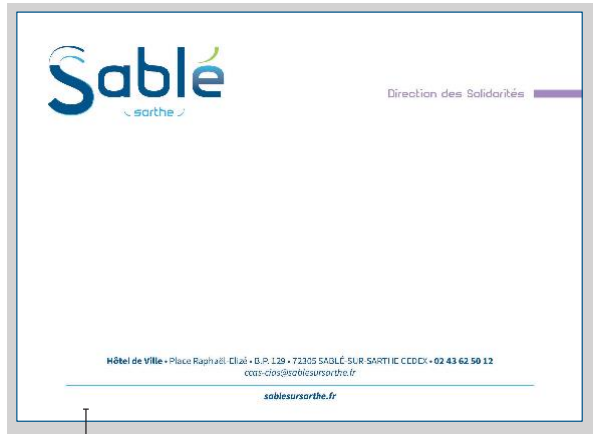 Sablé
sarthe
Direction des Solidarités
Hôtel de Ville • Place Raphaël-Elizé • B.P. 129 • 72305 SABLÉ-SUR-SARTHE CEDEX • 02 43 62 50 12
ccas-cias@sablesursarthe.fr
sablesursarthe.fr